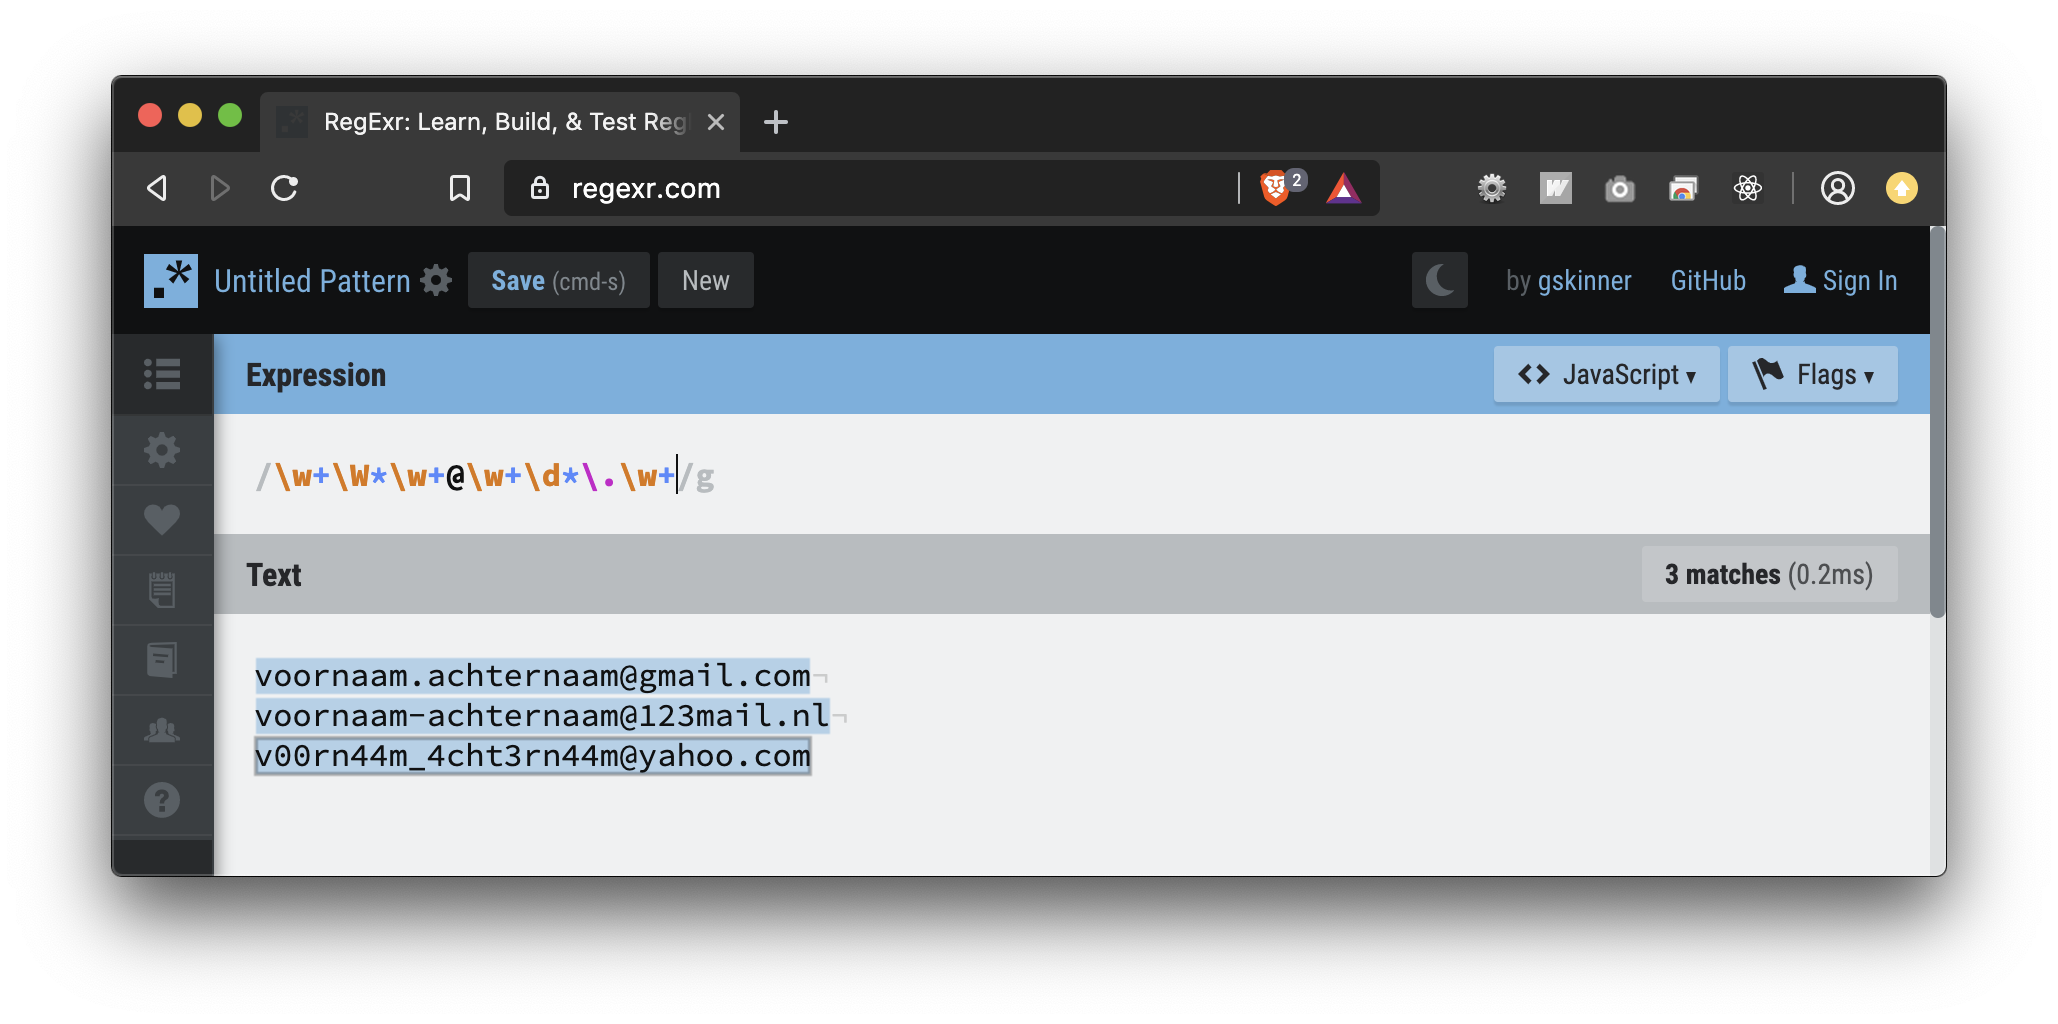 RegExr: Learn, Build, & Test Reg
regexr.com
2
.* Untitled Pattern Save (cmd-s) New by gskinner GitHub Sign In
Expression <> JavaScript ▾ Flags ▾
/\w+\W*\w+@\w+\d*\.\w+/g
Text 3 matches (0.2ms)
voornaam.achternaam@gmail.com¬
voornaam-achternaam@123mail.nl¬
v00rn44m_4cht3rn44m@yahoo.com